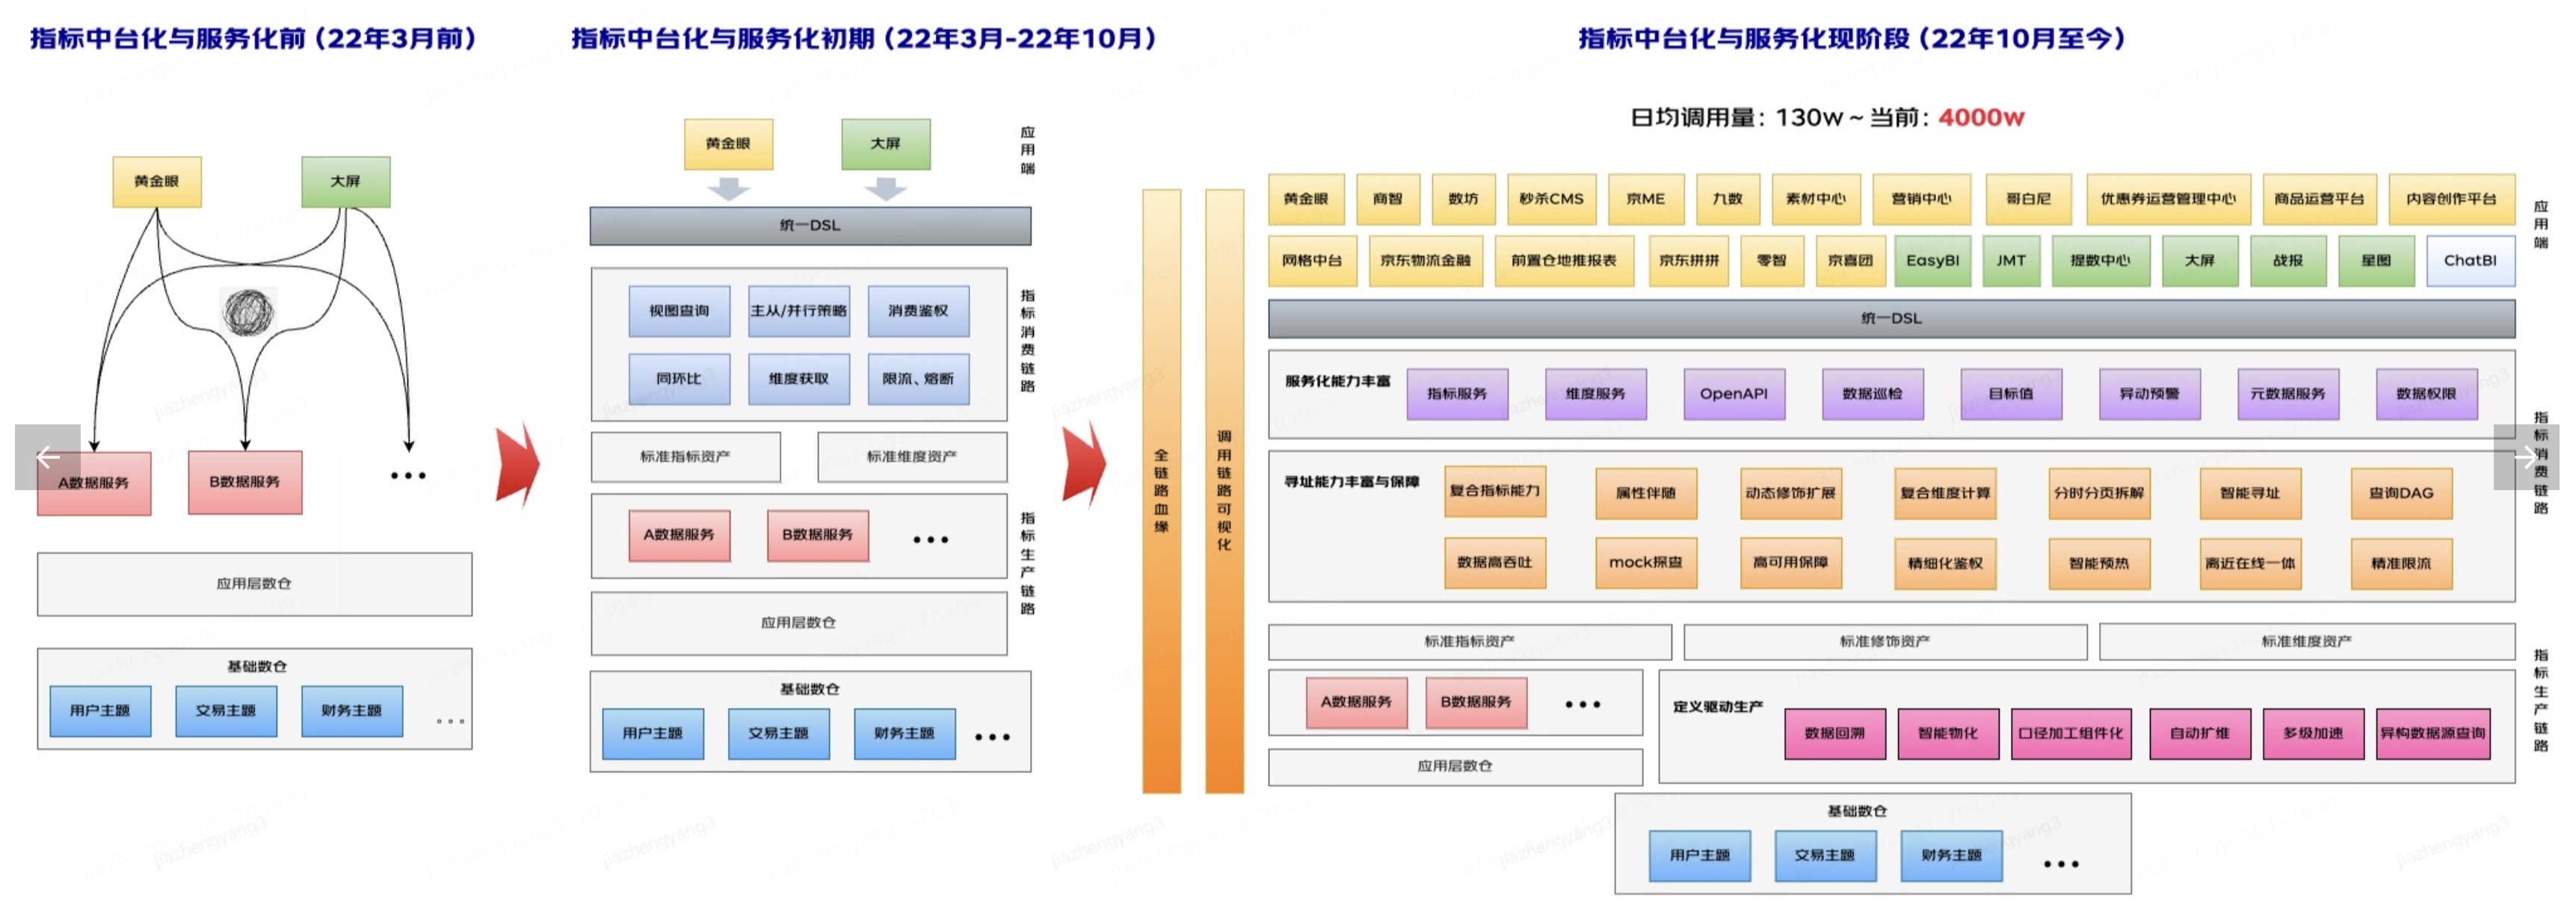 指标中台化与服务化前（22年3月前）
黄金眼
大屏
A数据服务
B数据服务
应用层数仓
基础数仓
用户主题
交易主题
财务主题
指标中台化与服务化初期（22年3月-22年10月）
黄金眼
大屏
应用端
统一DSL
视图查询
主从/并行策略
消费鉴权
同环比
维度获取
限流、熔断
指标消费链路
标准指标资产
标准维度资产
A数据服务
B数据服务
指标生产链路
应用层数仓
基础数仓
用户主题
交易主题
财务主题
指标中台化与服务化现阶段（22年10月至今）
日均调用量：130w ~ 当前：4000w
全链路血缘
调用链路可视化
黄金眼 商智 数坊 秒杀CMS 京ME 九数 素材中心 营销中心 哥白尼 优惠券运营管理中心 商品运营平台 内容创作平台
网格中台 京东物流金融 前置仓地推报表 京东拼拼 零智 京喜团 EasyBI JMT 提数中心 大屏 战报 星图 ChatBI
应用端
统一DSL
服务化能力丰富 指标服务 维度服务 OpenAPI 数据巡检 目标值 异动预警 元数据服务 数据权限
寻址能力丰富与保障 复合指标能力 属性伴随 动态修饰扩展 复合维度计算 分时分页拆解 智能寻址 查询DAG
数据高吞吐 mock探查 高可用保障 精细化鉴权 智能预热 离近在线一体 精准限流
指标消费链路
标准指标资产 标准修饰资产 标准维度资产
A数据服务 B数据服务
应用层数仓
定义驱动生产
数据回溯 智能物化 口径加工组件化 自动扩维 多级加速 异构数据源查询
指标生产链路
基础数仓
用户主题 交易主题 财务主题
jiazhengyang3